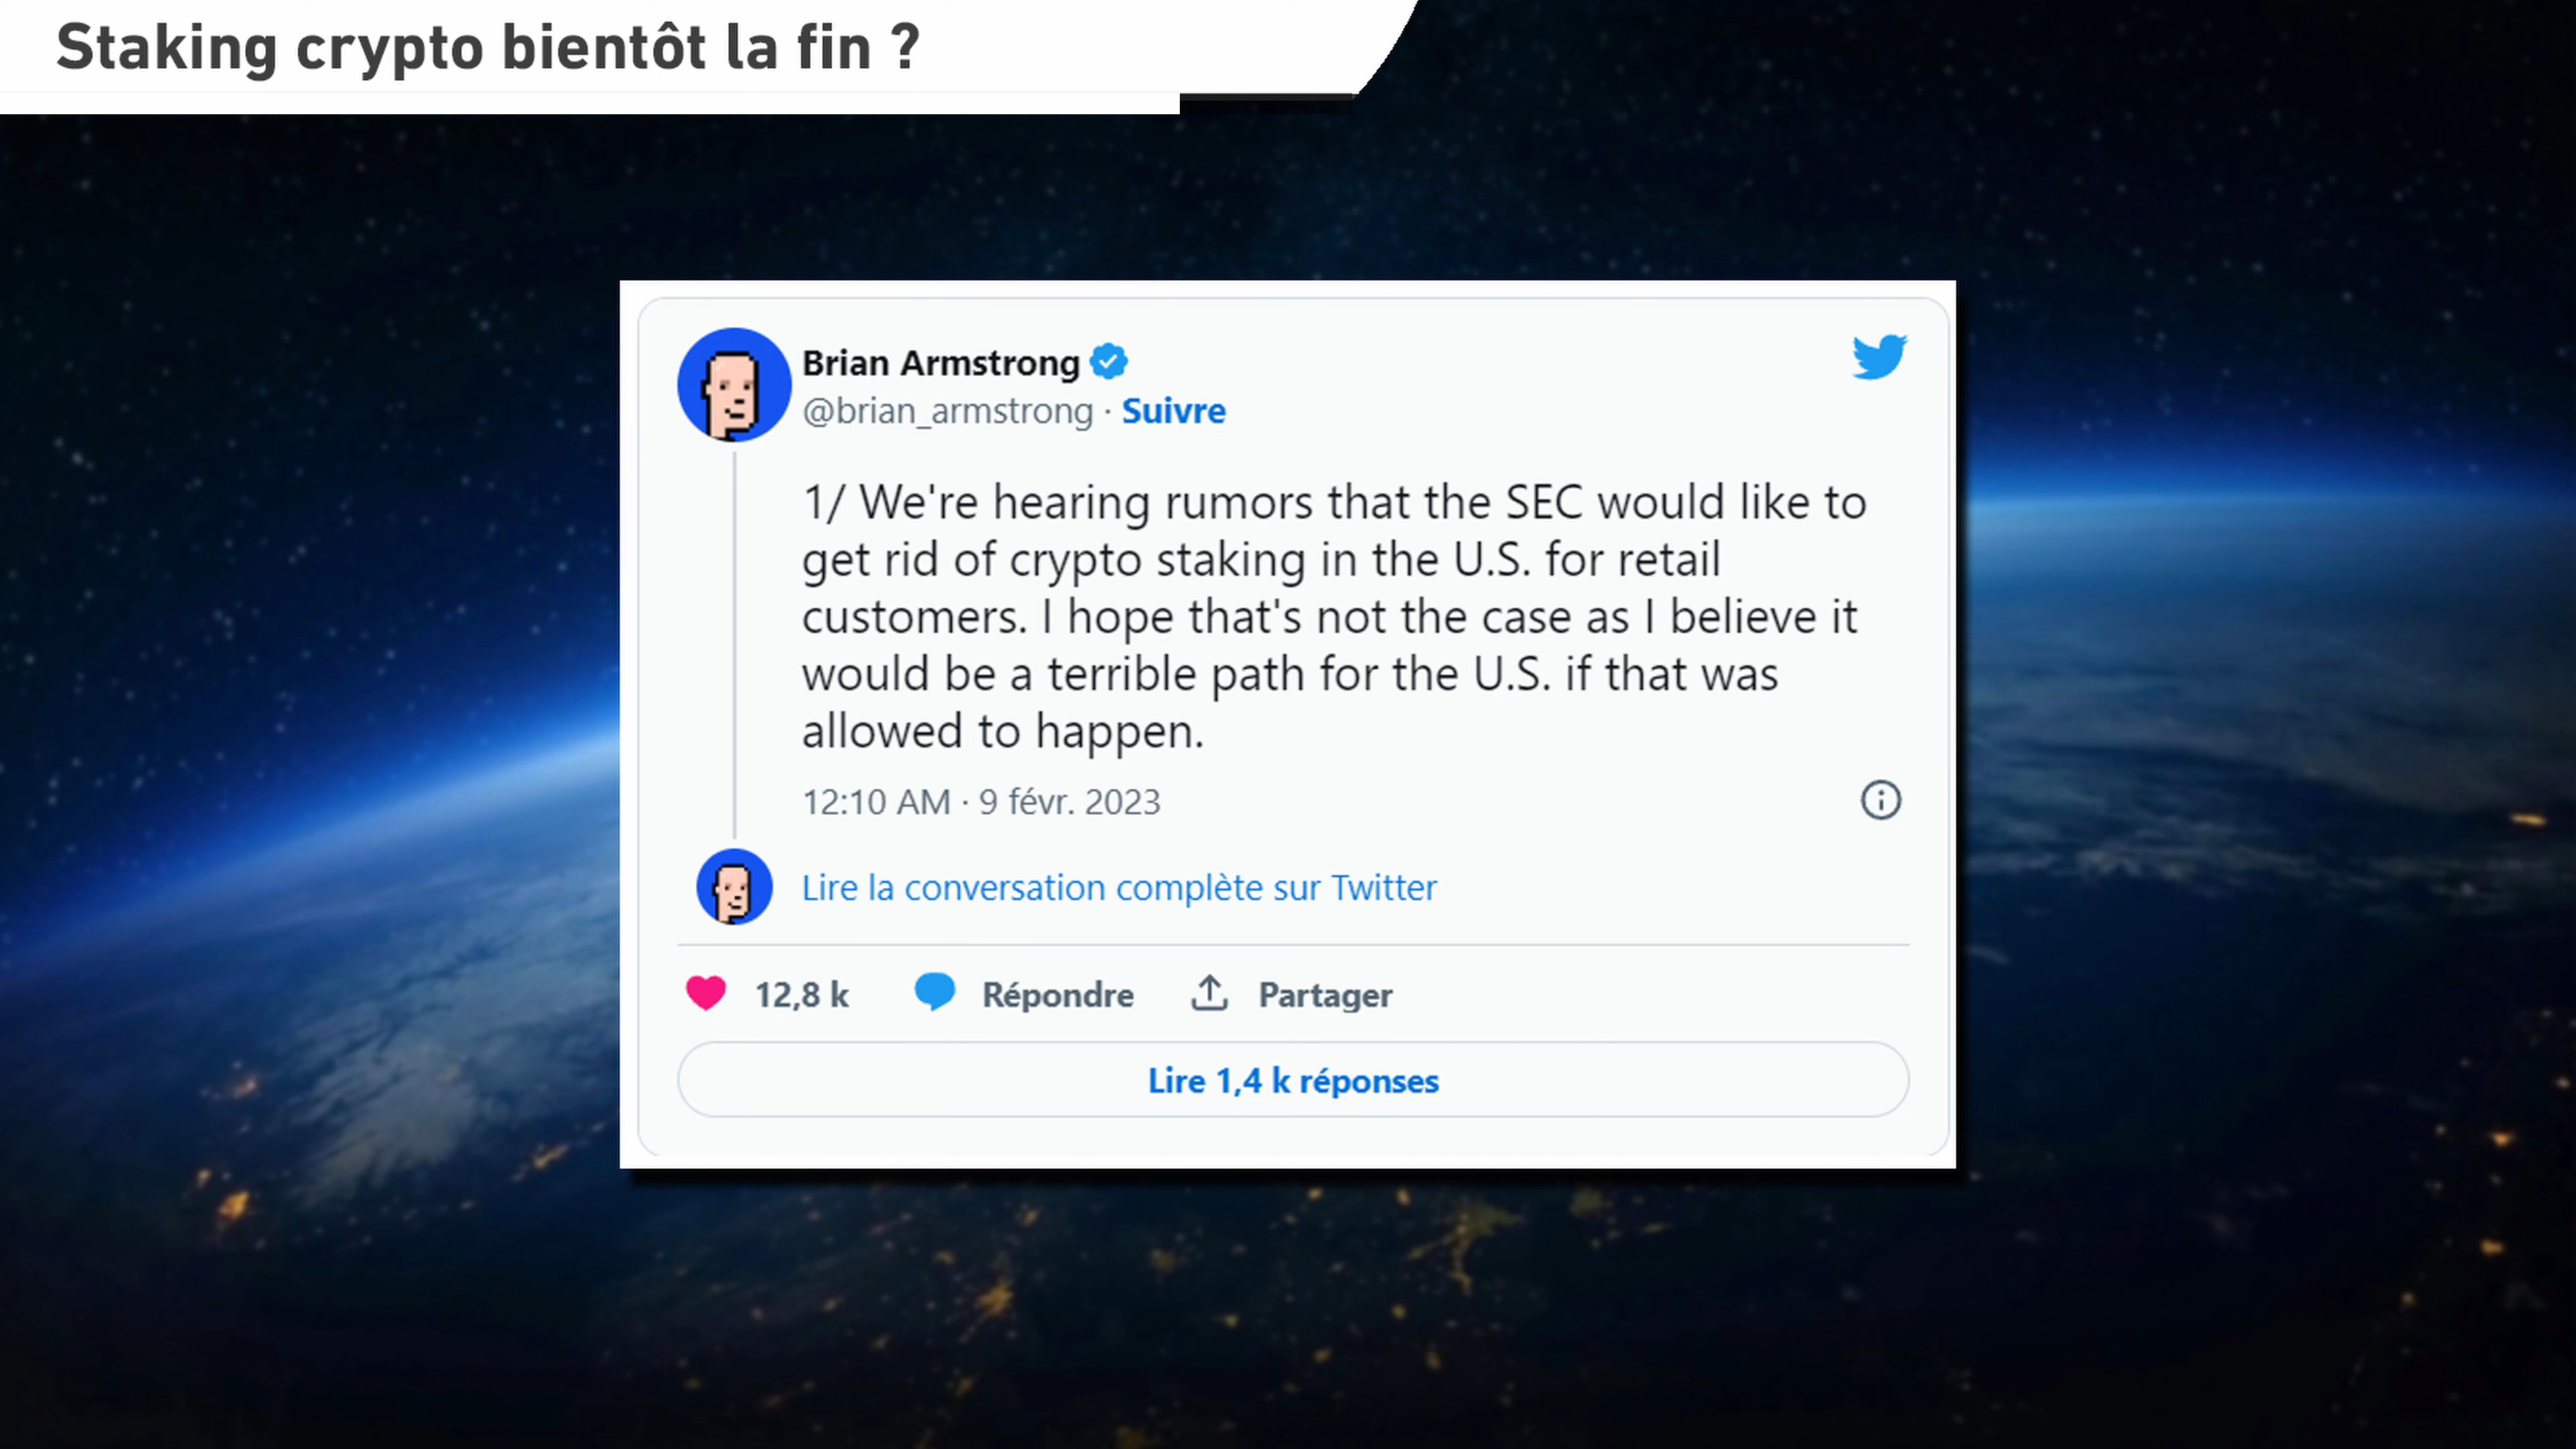 Staking crypto bientôt la fin ?
Brian Armstrong
@brian_armstrong · Suivre
1/ We're hearing rumors that the SEC would like to
get rid of crypto staking in the U.S. for retail
customers. I hope that's not the case as I believe it
would be a terrible path for the U.S. if that was
allowed to happen.
12:10 AM · 9 févr. 2023
Lire la conversation complète sur Twitter
12,8 k Répondre Partager
Lire 1,4 k réponses